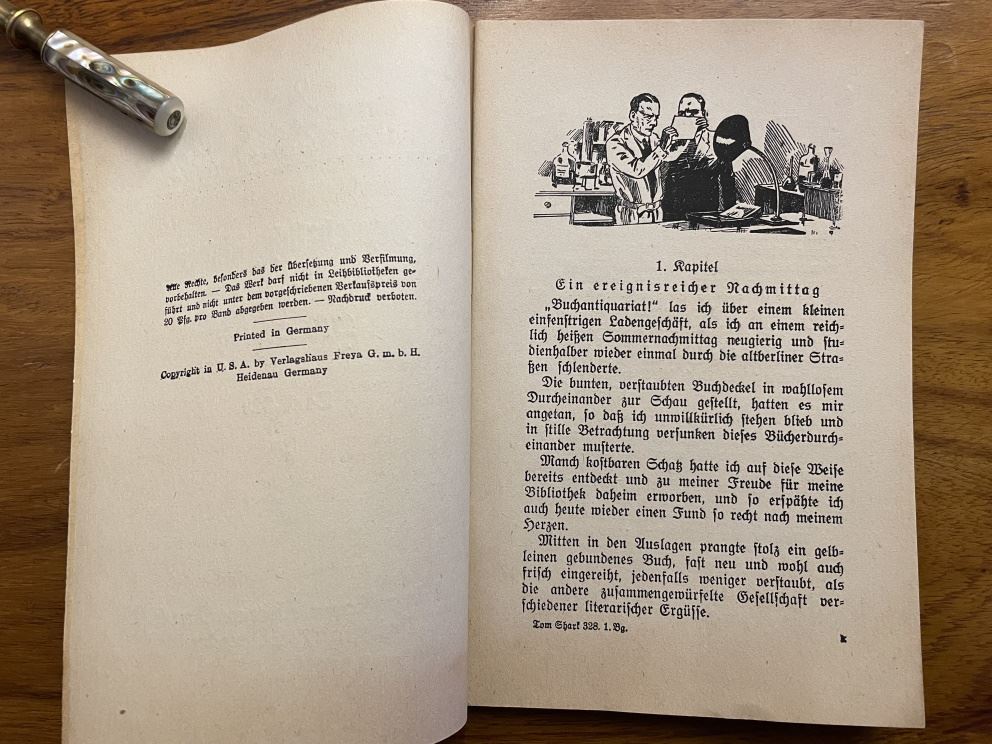 Alle Rechte, besonders das der Übersetzung und Verfilmung,
vorbehalten. — Das Werk darf nicht in Leihbibliotheken ge-
führt und nicht unter dem vorgeschriebenen Verkaufspreis von
20 Pfg. pro Band abgegeben werden. — Nachdruck verboten.
Printed in Germany
Copyright in U. S. A. by Verlagshaus Freya G. m. b. H.
Heidenau Germany
1. Kapitel
Ein ereignisreicher Nachmittag
„Buchantiquariat!“ las ich über einem kleinen
einfenstrigen Ladengeschäft, als ich an einem reich-
lich heißen Sommernachmittag neugierig und stu-
dienhalber wieder einmal durch die altberliner Stra-
ßen schlenderte.
Die bunten, verstaubten Buchdeckel in wahllosem
Durcheinander zur Schau gestellt, hatten es mir
angetan, so daß ich unwillkürlich stehen blieb und
in stille Betrachtung versunken dieses Bücherdurch-
einander musterte.
Manch kostbaren Schatz hatte ich auf diese Weise
bereits entdeckt und zu meiner Freude für meine
Bibliothek daheim erworben, und so erspähte ich
auch heute wieder einen Fund so recht nach meinem
Herzen.
Mitten in den Auslagen prangte stolz ein gelb-
leinen gebundenes Buch, fast neu und wohl auch
frisch eingereiht, jedenfalls weniger verstaubt, als
die andere zusammengewürfelte Gesellschaft ver-
schiedener literarischer Ergüsse.
Tom Shark 328. 1. Bg.